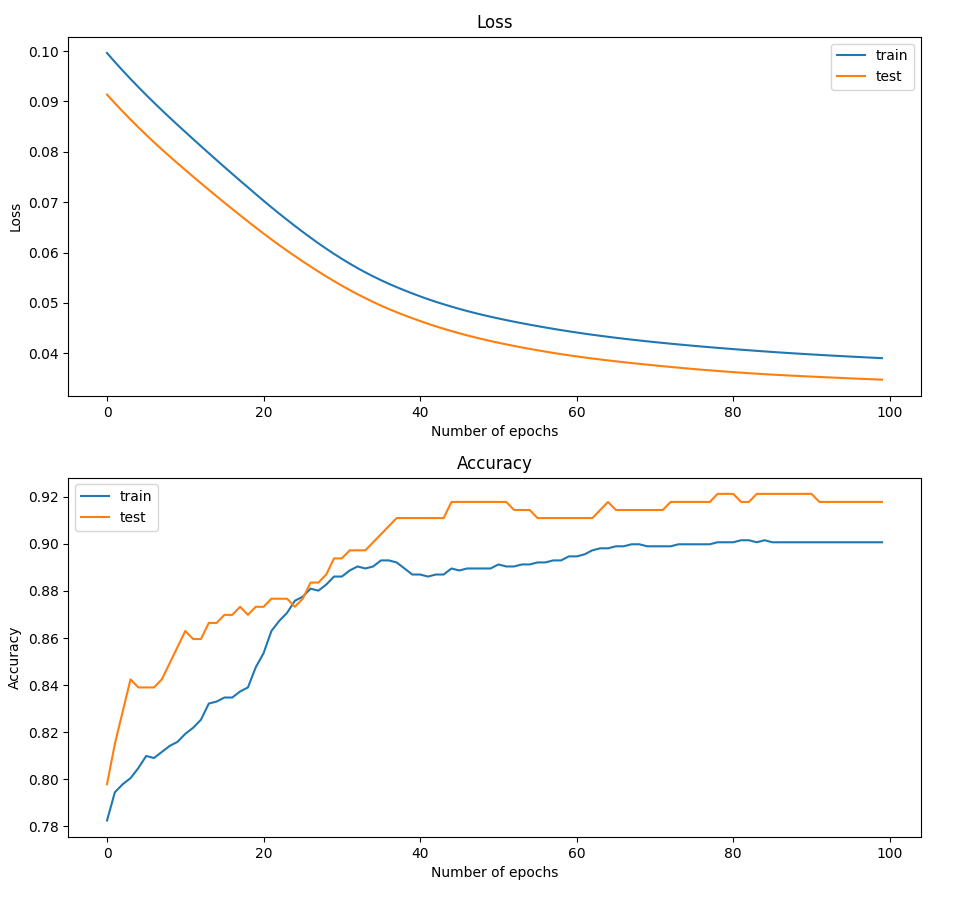 Loss
0.10
0.09
0.08
0.07
0.06
0.05
0.04
Loss
train
test
0 20 40 60 80 100
Number of epochs
Accuracy
0.92
0.90
0.88
0.86
0.84
0.82
0.80
0.78
Accuracy
train
test
0 20 40 60 80 100
Number of epochs